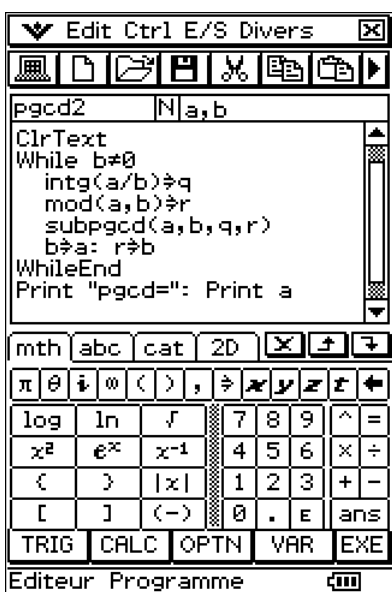 Edit Ctrl E/S Divers
pgcd2 N a,b
ClrText
While b≠0
intg(a/b)⇒q
mod(a,b)⇒r
subpgcd(a,b,q,r)
b⇒a: r⇒b
WhileEnd
Print "pgcd=": Print a
mth abc cat 2D
π θ i ∞ ( ) , ⇒ x y z t ←
log ln √ 7 8 9 ^ =
x² eˣ x⁻¹ 4 5 6 × ÷
( ) |x| 1 2 3 + −
[ ] (-) 0 . E ans
TRIG CALC OPTN VAR EXE
Editeur Programme